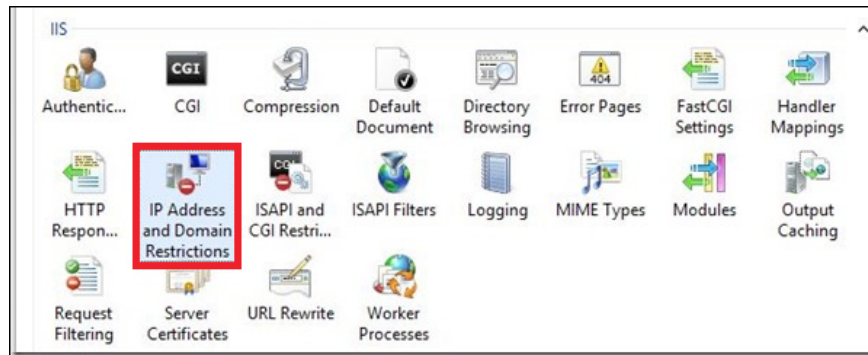 IIS
CGI
404
Authentic...
CGI
Compression
Default
Document
Directory
Browsing
Error Pages
FastCGI
Settings
Handler
Mappings
CGI
HTTP
Respon...
IP Address
and Domain
Restrictions
ISAPI and
CGI Restri...
ISAPI Filters
Logging
MIME Types
Modules
Output
Caching
Request
Filtering
Server
Certificates
URL Rewrite
Worker
Processes